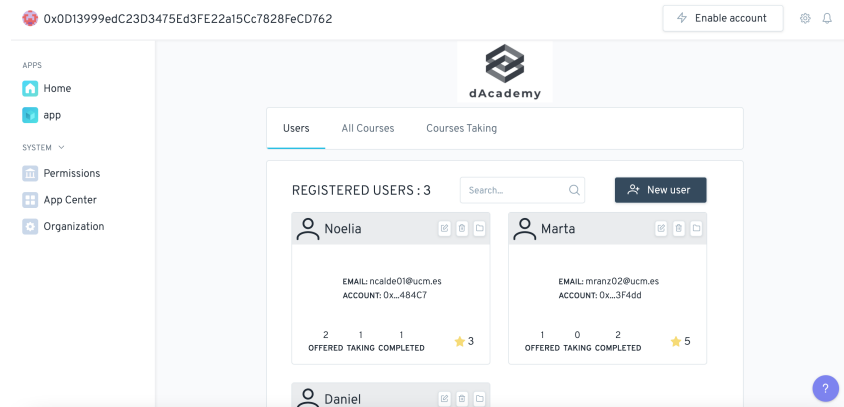 0x0D13999edC23D3475Ed3FE22a15Cc7828FeCD762
Enable account
APPS
Home
app
SYSTEM
Permissions
App Center
Organization
dAcademy
Users All Courses Courses Taking
REGISTERED USERS : 3
Search...
New user
Noelia
EMAIL: ncalde01@ucm.es
ACCOUNT: 0x...484C7
2 1 1
OFFERED TAKING COMPLETED
3
Marta
EMAIL: mranz02@ucm.es
ACCOUNT: 0x...3F4dd
1 0 2
OFFERED TAKING COMPLETED
5
Daniel
?